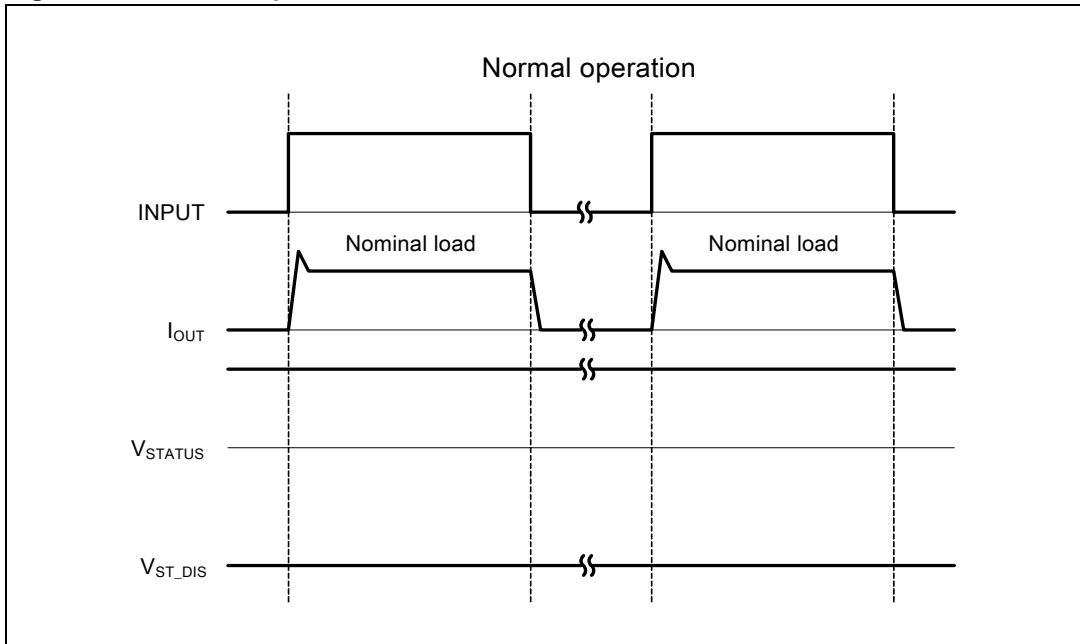 Normal operation
INPUT
Nominal load
Nominal load
IOUT
VSTATUS
VST_DIS